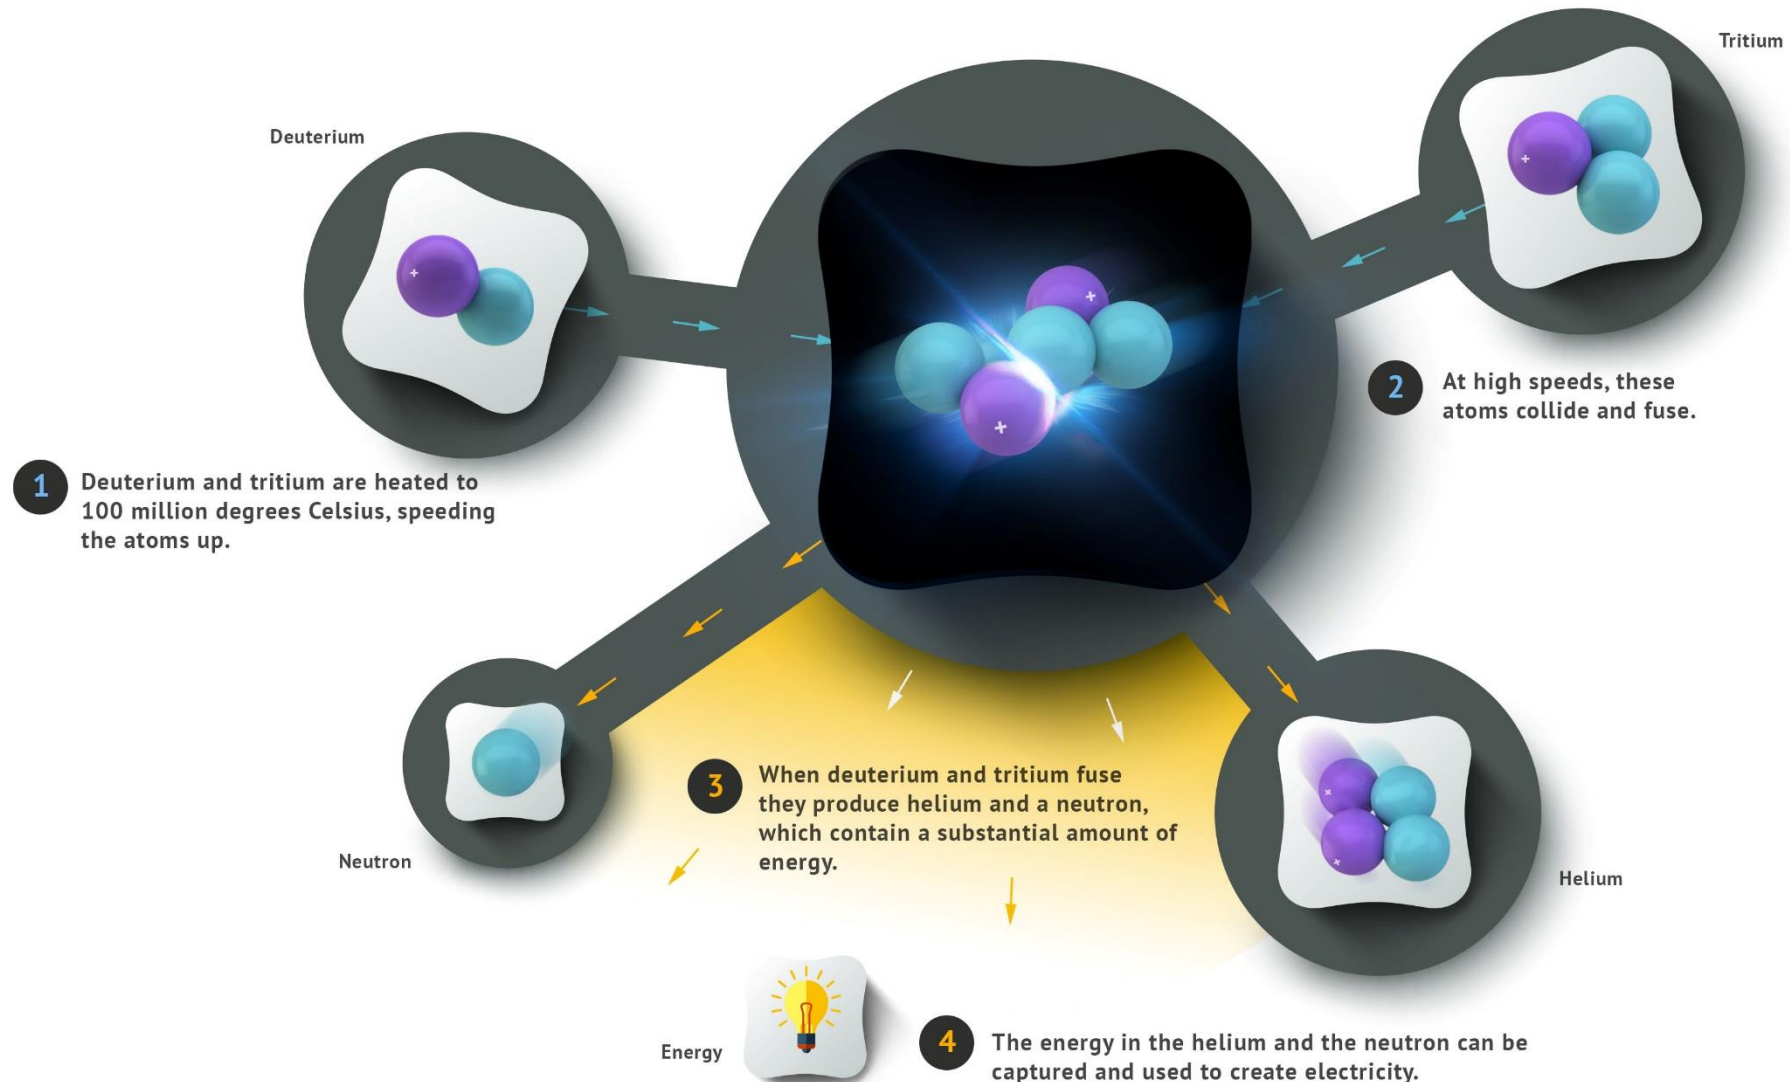 Tritium
Deuterium
2
At high speeds, these
atoms collide and fuse.
1
Deuterium and tritium are heated to
100 million degrees Celsius, speeding
the atoms up.
+
+
+
+
3
When deuterium and tritium fuse
they produce helium and a neutron,
which contain a substantial amount of
energy.
+
+
Neutron
Helium
Energy
4
The energy in the helium and the neutron can be
captured and used to create electricity.